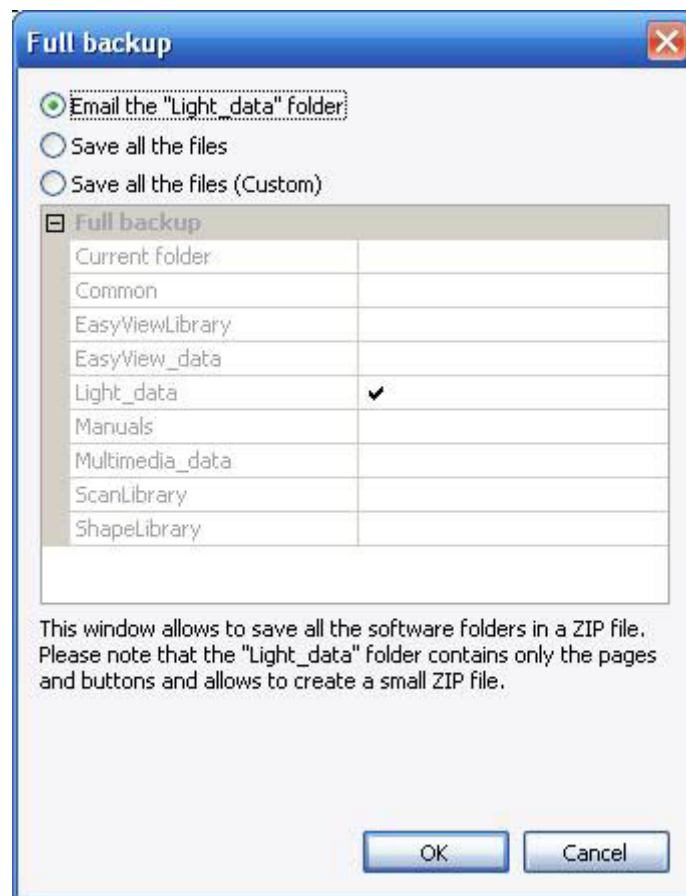 Full backup
Email the "Light_data" folder
Save all the files
Save all the files (Custom)
Full backup
Current folder
Common
EasyViewLibrary
EasyView_data
Light_data
Manuals
Multimedia_data
ScanLibrary
ShapeLibrary
This window allows to save all the software folders in a ZIP file.
Please note that the "Light_data" folder contains only the pages
and buttons and allows to create a small ZIP file.
OK Cancel